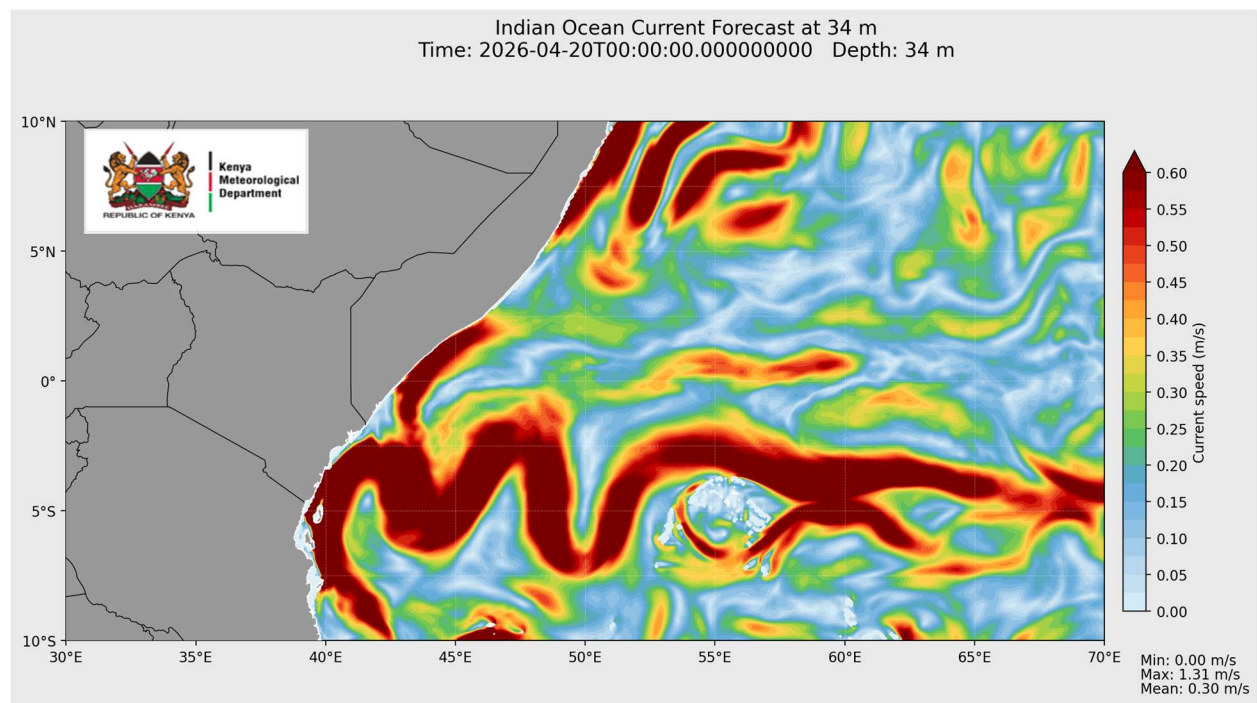 Indian Ocean Current Forecast at 34 m
Time: 2026-04-20T00:00:00.000000000   Depth: 34 m
10°N
5°N
0°
5°S
10°S
30°E
35°E
40°E
45°E
50°E
55°E
60°E
65°E
70°E
REPUBLIC OF KENYA
Kenya
Meteorological
Department
0.60
0.55
0.50
0.45
0.40
0.35
0.30
0.25
0.20
0.15
0.10
0.05
0.00
Current speed (m/s)
Min: 0.00 m/s
Max: 1.31 m/s
Mean: 0.30 m/s